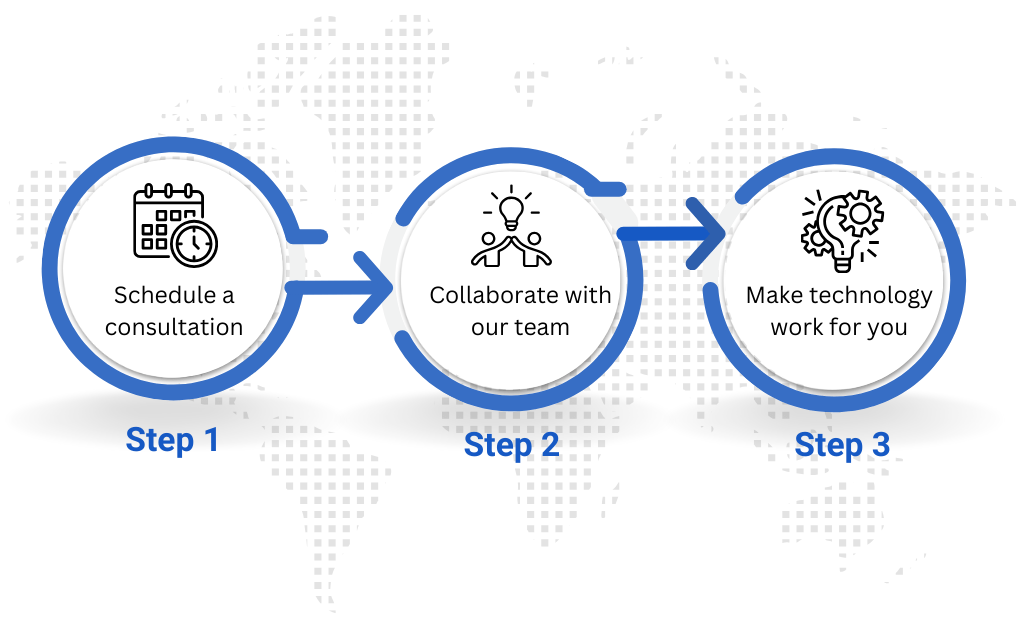 Schedule a
consultation
Step 1
Collaborate with
our team
Step 2
Make technology
work for you
Step 3